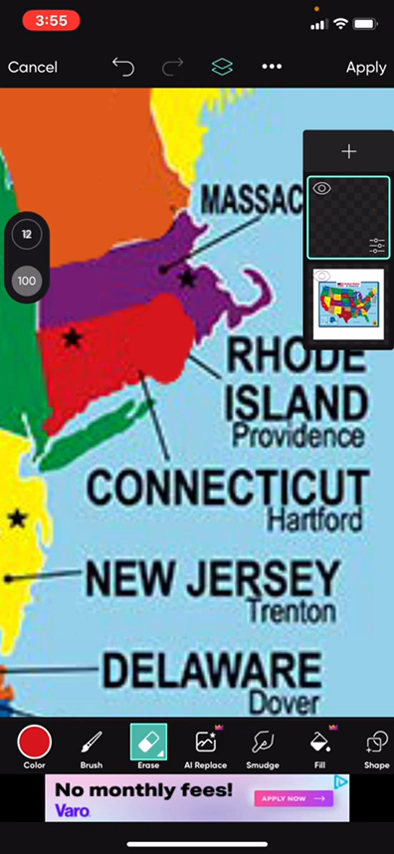 3:55
Cancel
Apply
MASSAC
12
100
RHODE
ISLAND
Providence
CONNECTICUT
Hartford
NEW JERSEY
Trenton
DELAWARE
Dover
Color Brush Erase AI Replace Smudge Fill Shape
No monthly fees!
Varo
APPLY NOW